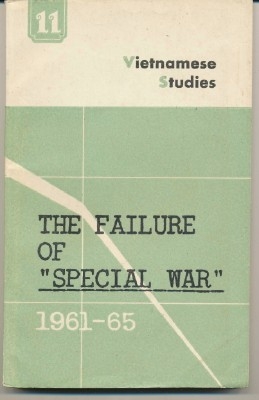 11
Vietnamese
Studies
THE FAILURE
OF
"SPECIAL WAR"
1961-65